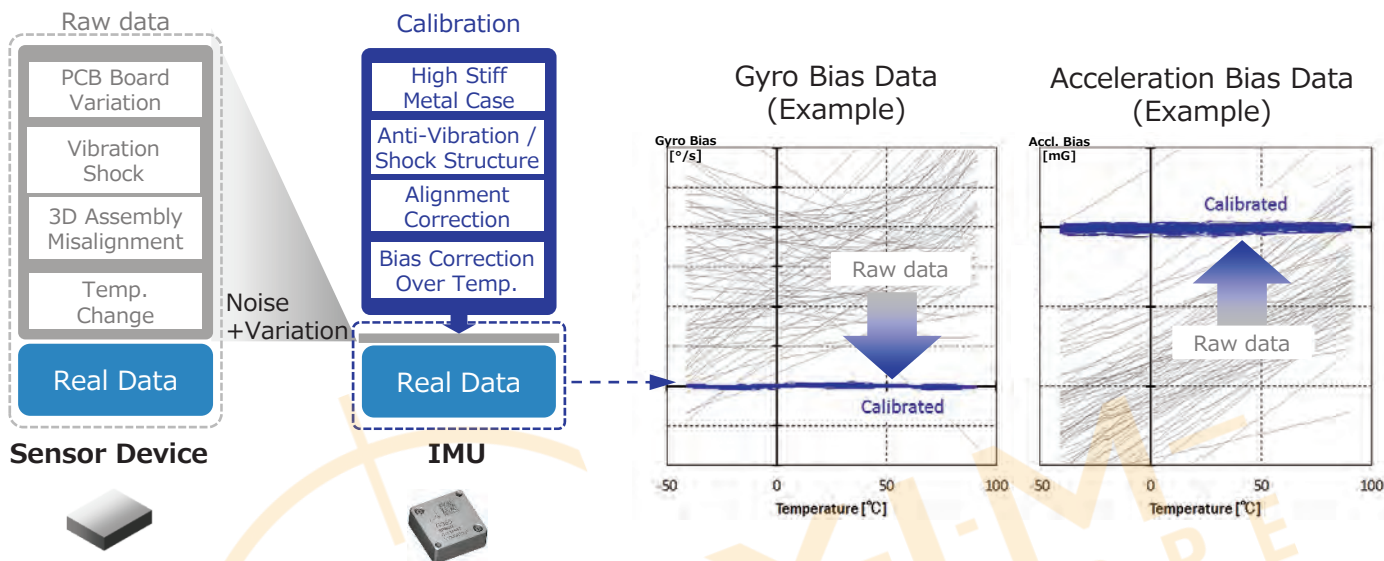 Raw data
PCB Board
Variation
Vibration
Shock
3D Assembly
Misalignment
Temp.
Change
Real Data
Sensor Device
Noise
+Variation
Calibration
High Stiff
Metal Case
Anti-Vibration /
Shock Structure
Alignment
Correction
Bias Correction
Over Temp.
Real Data
IMU
Gyro Bias Data
(Example)
Gyro Bias
[°/s]
Raw data
Calibrated
-50
0
50
100
Temperature [℃]
Acceleration Bias Data
(Example)
Accl. Bias
[mG]
Calibrated
Raw data
-50
0
50
100
Temperature [℃]